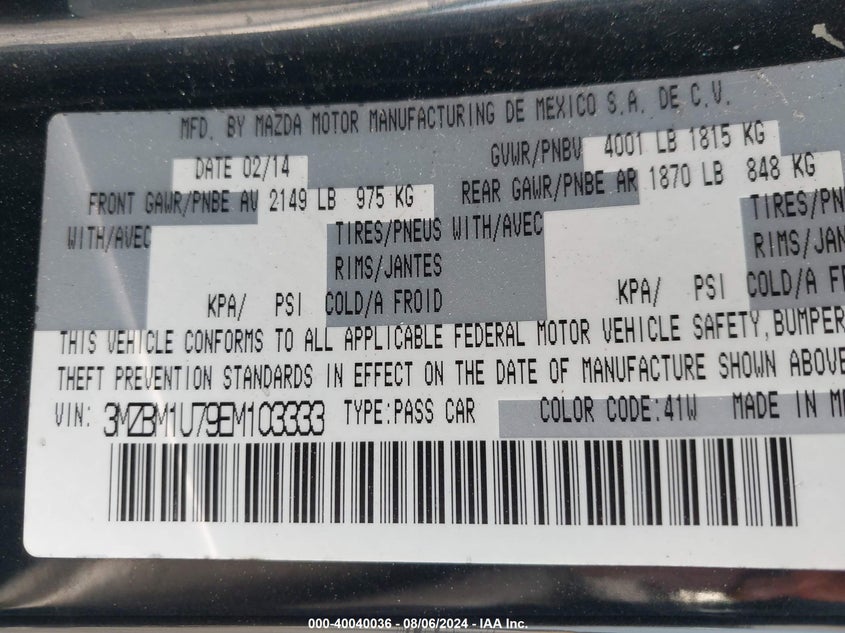 MFD. BY MAZDA MOTOR MANUFACTURING DE MEXICO S.A. DE C.V.
DATE 02/14 GVWR/PNBV 4001 LB 1815 KG
FRONT GAWR/PNBE AV 2149 LB 975 KG REAR GAWR/PNBE AR 1870 LB 848 KG
WITH/AVEC TIRES/PNEUS WITH/AVEC TIRES/PN
RIMS/JANTES RIMS/JAN
KPA/ PSI COLD/A FROID KPA/ PSI COLD/A F
THIS VEHICLE CONFORMS TO ALL APPLICABLE FEDERAL MOTOR VEHICLE SAFETY, BUMPER
THEFT PREVENTION STANDARDS IN EFFECT ON THE DATE OF MANUFACTURE SHOWN ABOVE
VIN: 3MZBM1U79EM103333 TYPE:PASS CAR COLOR CODE:41W MADE IN M
000-40040036 - 08/06/2024 - IAA Inc.